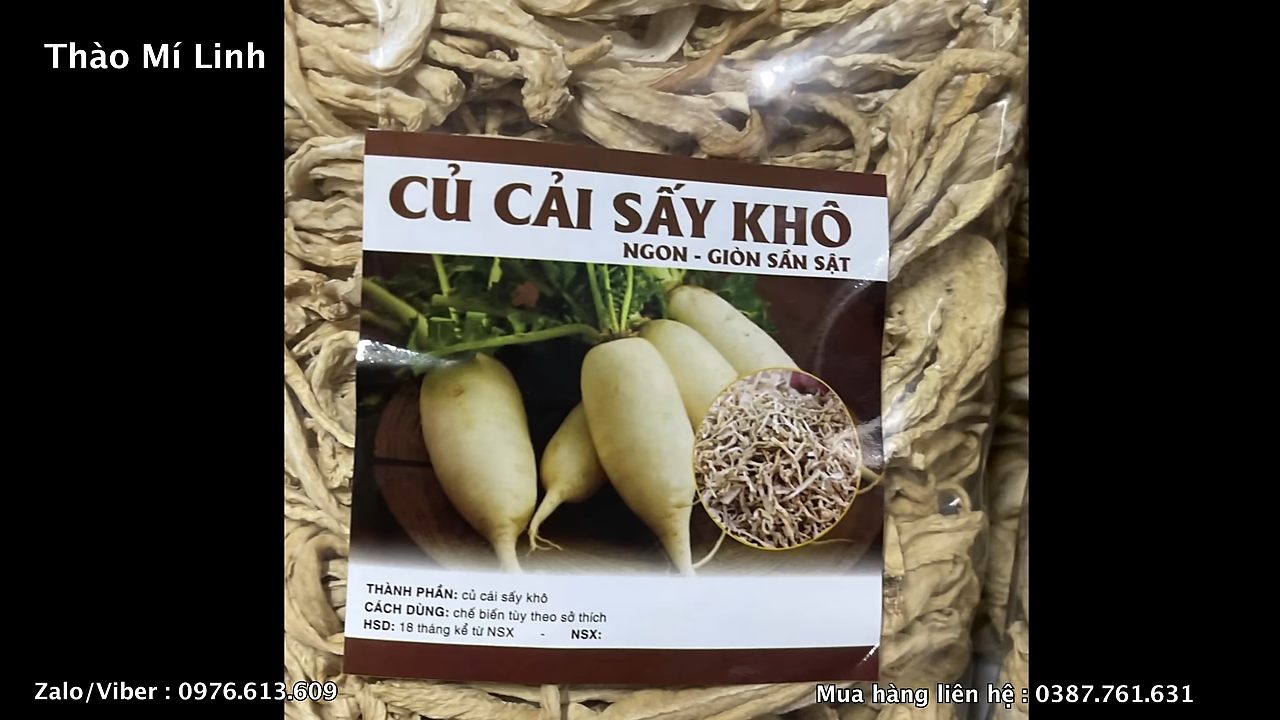 Thào Mí Linh
CỦ CẢI SẤY KHÔ
NGON - GIÒN SẦN SẬT
THÀNH PHẦN: củ cái sấy khô
CÁCH DÙNG: chế biến tùy theo sở thích
HSD: 18 tháng kể từ NSX - NSX:
Zalo/Viber : 0976.613.609
Mua hàng liên hệ : 0387.761.631